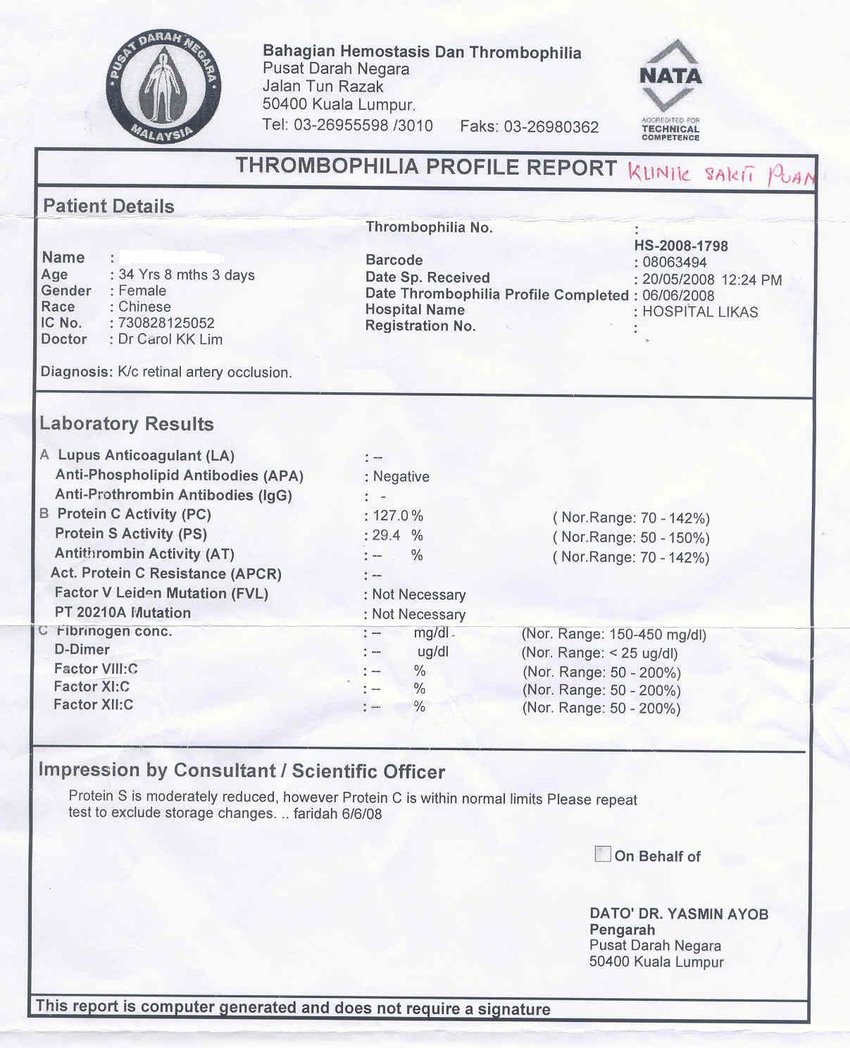 PUSAT DARAH NEGARA
MALAYSIA
Bahagian Hemostasis Dan Thrombophilia
Pusat Darah Negara
Jalan Tun Razak
50400 Kuala Lumpur.
Tel: 03-26955598 /3010 Faks: 03-26980362
NATA
ACCREDITED FOR
TECHNICAL
COMPETENCE
THROMBOPHILIA PROFILE REPORT KLINIK SAKIT PUAN
Patient Details
Thrombophilia No. :
HS-2008-1798
Name :
Barcode : 08063494
Age : 34 Yrs 8 mths 3 days
Date Sp. Received : 20/05/2008 12:24 PM
Gender : Female
Date Thrombophilia Profile Completed : 06/06/2008
Race : Chinese
Hospital Name : HOSPITAL LIKAS
IC No. : 730828125052
Registration No. :
Doctor : Dr Carol KK Lim
Diagnosis: K/c retinal artery occlusion.
Laboratory Results
A Lupus Anticoagulant (LA) : --
Anti-Phospholipid Antibodies (APA) : Negative
Anti-Prothrombin Antibodies (IgG) : -
B Protein C Activity (PC) : 127.0 % ( Nor.Range: 70 - 142%)
Protein S Activity (PS) : 29.4 % ( Nor.Range: 50 - 150%)
Antithrombin Activity (AT) : -- % ( Nor.Range: 70 - 142%)
Act. Protein C Resistance (APCR) : --
Factor V Leiden Mutation (FVL) : Not Necessary
PT 20210A Mutation : Not Necessary
C Fibrinogen conc. : -- mg/dl (Nor. Range: 150-450 mg/dl)
D-Dimer : -- ug/dl (Nor. Range: < 25 ug/dl)
Factor VIII:C : -- % (Nor. Range: 50 - 200%)
Factor XI:C : -- % (Nor. Range: 50 - 200%)
Factor XII:C : -- % (Nor. Range: 50 - 200%)
Impression by Consultant / Scientific Officer
Protein S is moderately reduced, however Protein C is within normal limits Please repeat
test to exclude storage changes. .. faridah 6/6/08
On Behalf of
DATO' DR. YASMIN AYOB
Pengarah
Pusat Darah Negara
50400 Kuala Lumpur
This report is computer generated and does not require a signature